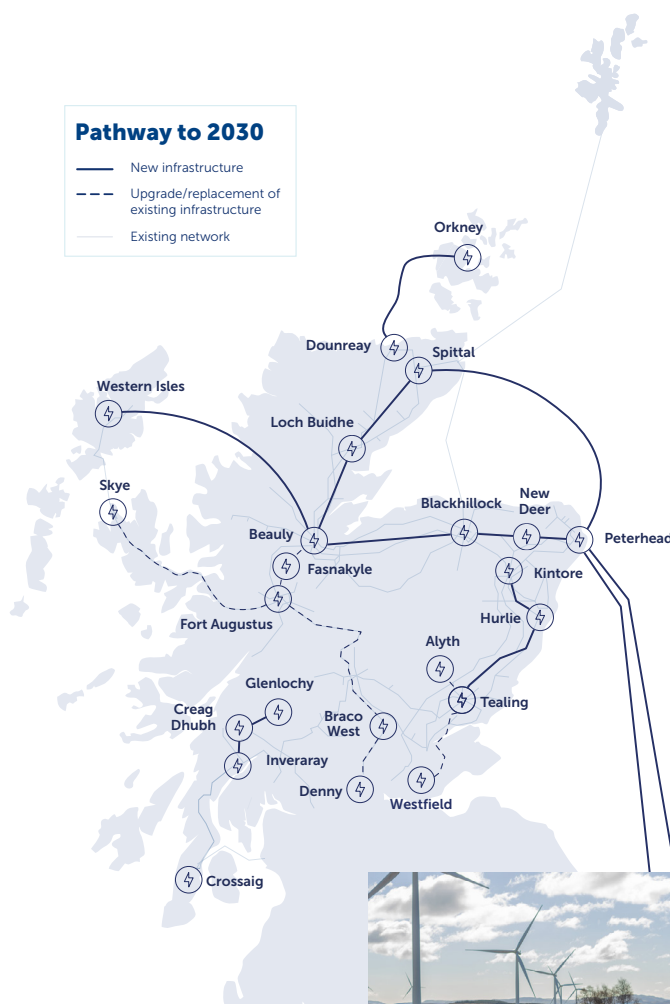 Pathway to 2030
New infrastructure
Upgrade/replacement of
existing infrastructure
Existing network
Orkney
Dounreay
Spittal
Western Isles
Loch Buidhe
Skye
Blackhillock
New
Deer
Beauly
Peterhead
Fasnakyle
Kintore
Fort Augustus
Hurlie
Alyth
Glenlochy
Tealing
Creag
Dhubh
Braco
West
Inveraray
Denny
Westfield
Crossaig